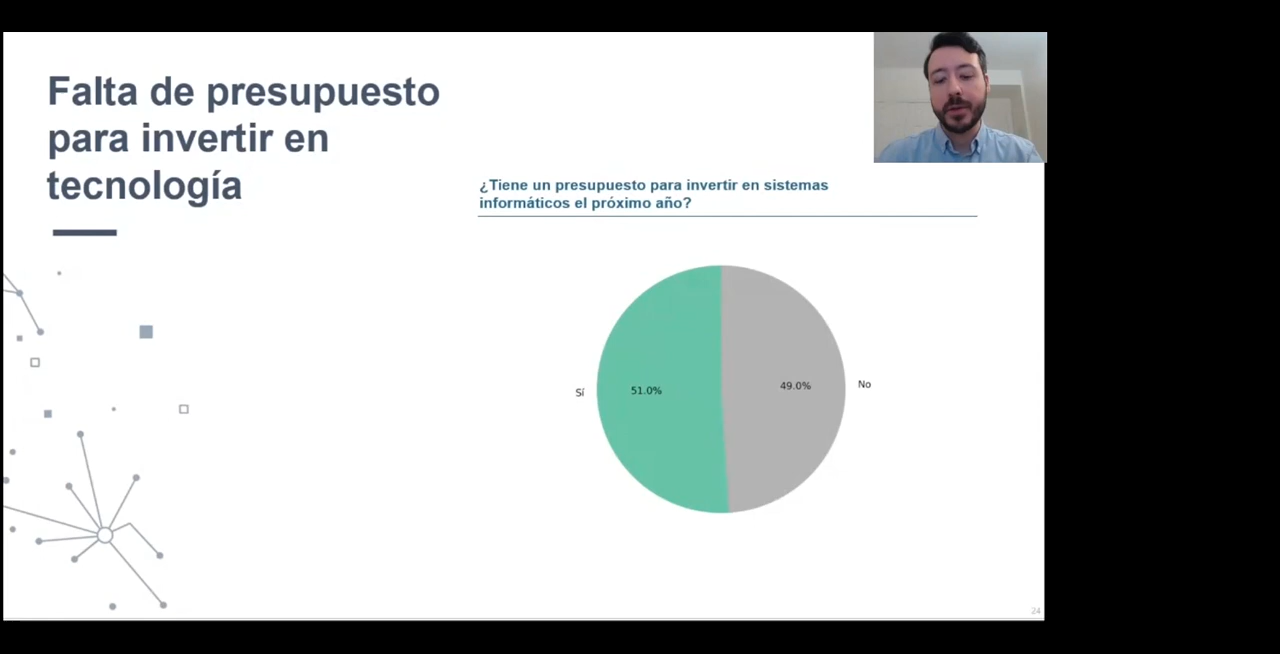 Falta de presupuesto
para invertir en
tecnología
¿Tiene un presupuesto para invertir en sistemas
informáticos el próximo año?
Sí
51.0%
49.0%
No
24